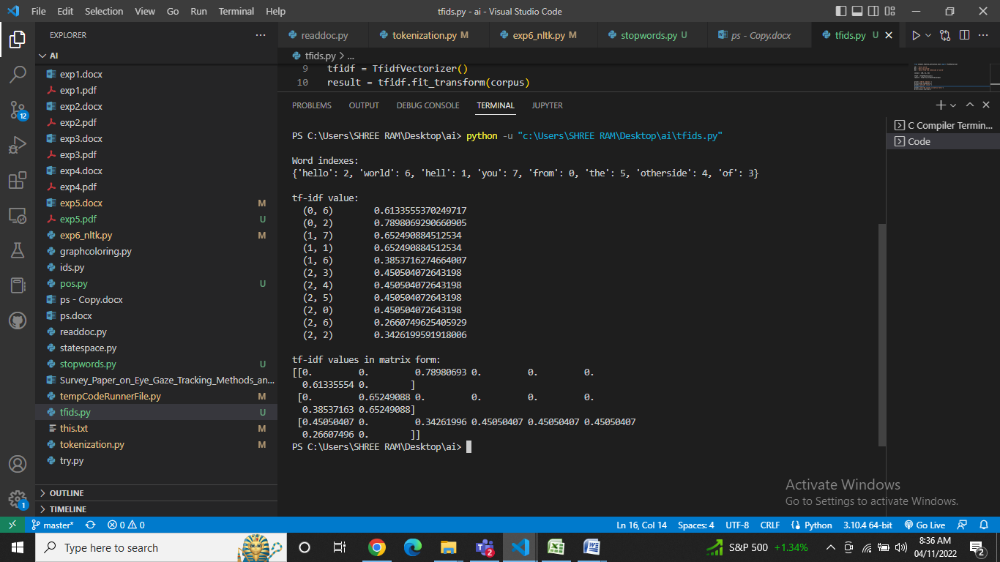 File Edit Selection View Go Run Terminal Help
tfids.py - ai - Visual Studio Code
EXPLORER
AI
exp1.docx
exp1.pdf
exp2.docx
exp2.pdf
exp3.docx
exp3.pdf
exp4.docx
exp4.pdf
exp5.docx M
exp5.pdf U
exp6_nltk.py M
graphcoloring.py
ids.py
pos.py U
ps - Copy.docx
ps.docx
readdoc.py
statespace.py
stopwords.py U
Survey_Paper_on_Eye_Gaze_Tracking_Methods_an...
tempCodeRunnerFile.py M
tfids.py U
this.txt M
tokenization.py M
try.py
OUTLINE
TIMELINE
12
1
readdoc.py tokenization.py M exp6_nltk.py M stopwords.py U ps - Copy.docx tfids.py U
tfids.py > ...
9 tfidf = TfidfVectorizer()
10 result = tfidf.fit_transform(corpus)
PROBLEMS OUTPUT DEBUG CONSOLE TERMINAL JUPYTER
C Compiler Termin...
Code
PS C:\Users\SHREE RAM\Desktop\ai> python -u "c:\Users\SHREE RAM\Desktop\ai\tfids.py"
Word indexes:
{'hello': 2, 'world': 6, 'hell': 1, 'you': 7, 'from': 0, 'the': 5, 'otherside': 4, 'of': 3}
tf-idf value:
(0, 6) 0.6133555370249717
(0, 2) 0.7898069290660905
(1, 7) 0.652490884512534
(1, 1) 0.652490884512534
(1, 6) 0.3853716274664007
(2, 3) 0.450504072643198
(2, 4) 0.450504072643198
(2, 5) 0.450504072643198
(2, 0) 0.450504072643198
(2, 6) 0.2660749625405929
(2, 2) 0.3426199591918006
tf-idf values in matrix form:
[[0. 0. 0.78980693 0. 0. 0.
0.61335554 0. ]
[0. 0.65249088 0. 0. 0. 0.
0.38537163 0.65249088]
[0.45050407 0. 0.34261996 0.45050407 0.45050407 0.45050407
0.26607496 0. ]]
PS C:\Users\SHREE RAM\Desktop\ai>
Activate Windows
Go to Settings to activate Windows.
master* 0 0 Ln 16, Col 14 Spaces: 4 UTF-8 CRLF Python 3.10.4 64-bit Go Live
Type here to search
2
S&P 500 +1.34%
8:36 AM
04/11/2022
2